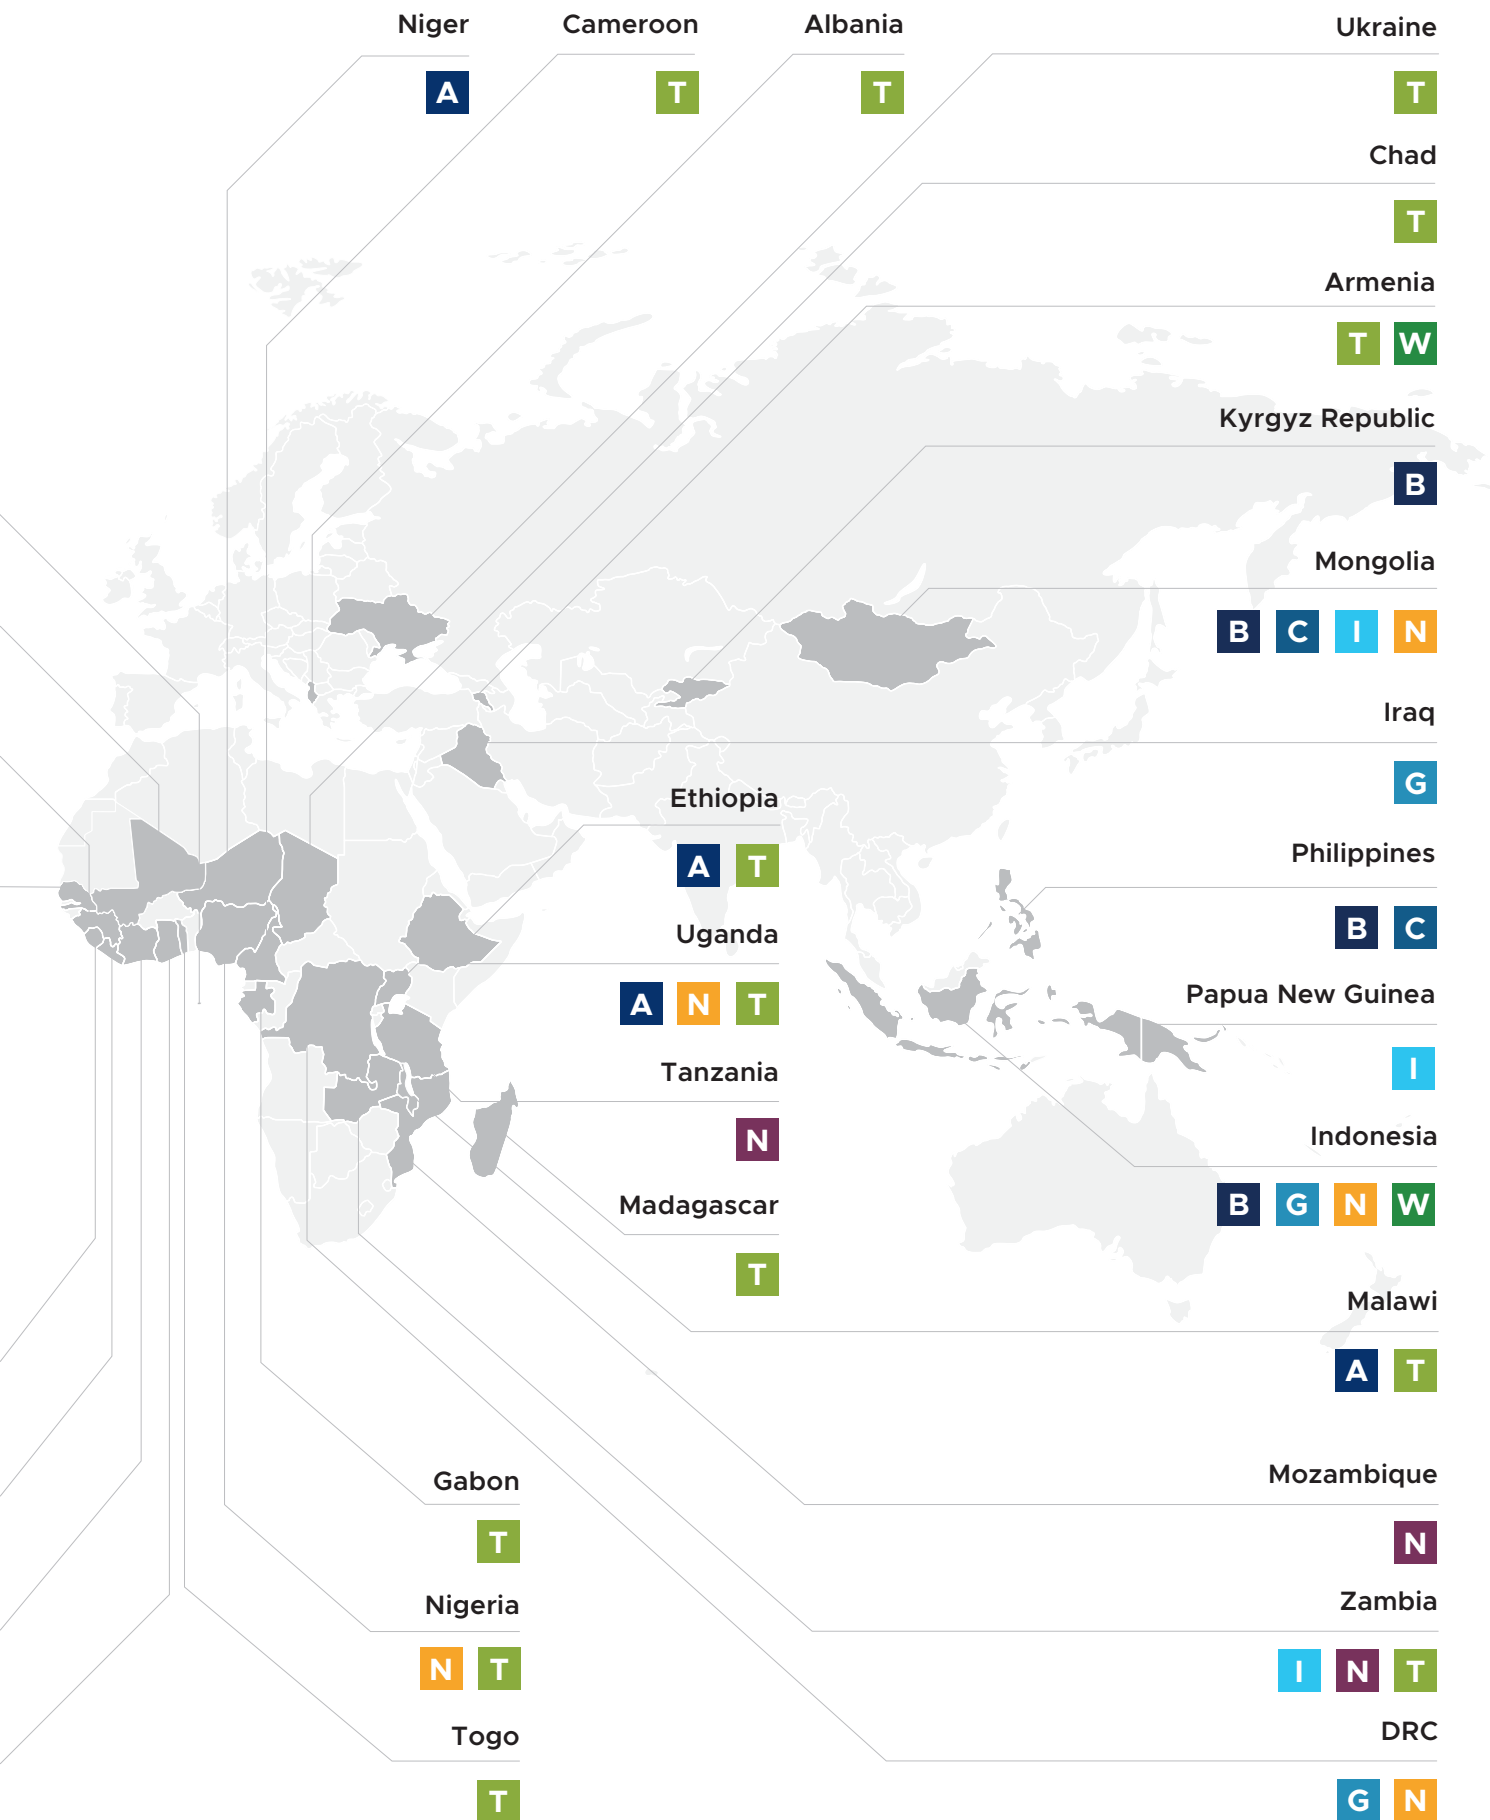 Niger
A
Cameroon
T
Albania
T
Ukraine
T
Chad
T
Armenia
T W
Kyrgyz Republic
B
Mongolia
B C I N
Iraq
G
Ethiopia
A T
Philippines
B C
Uganda
A N T
Papua New Guinea
I
Tanzania
N
Indonesia
B G N W
Madagascar
T
Malawi
A T
Gabon
T
Mozambique
N
Nigeria
N T
Zambia
I N T
Togo
T
DRC
G N